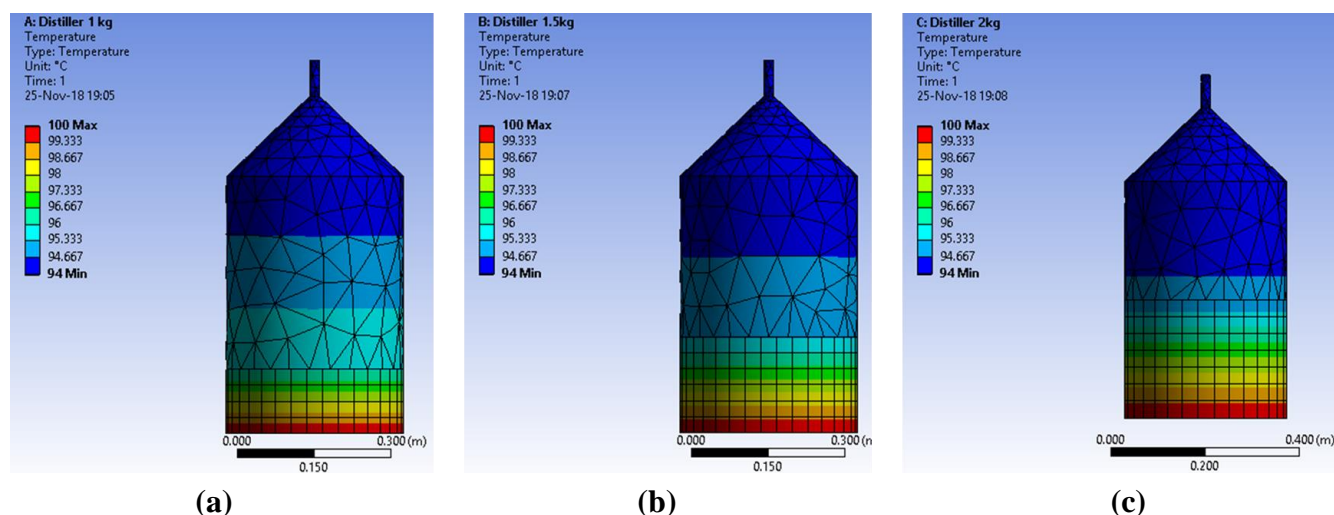 A: Distiller 1 kg
Temperature
Type: Temperature
Unit: °C
Time: 1
25-Nov-18 19:05
100 Max
99.333
98.667
98
97.333
96.667
96
95.333
94.667
94 Min
0.000
0.300 (m)
0.150
(a)
B: Distiller 1.5kg
Temperature
Type: Temperature
Unit: °C
Time: 1
25-Nov-18 19:07
100 Max
99.333
98.667
98
97.333
96.667
96
95.333
94.667
94 Min
0.000
0.300 (n
0.150
(b)
C: Distiller 2kg
Temperature
Type: Temperature
Unit: °C
Time: 1
25-Nov-18 19:08
100 Max
99.333
98.667
98
97.333
96.667
96
95.333
94.667
94 Min
0.000
0.400 (m)
0.200
(c)